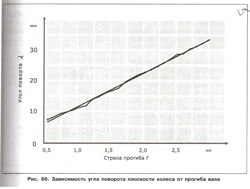 Угол поворота λ
30
20
10
0
0,5
1,0
1,5
2,0
2,5
мм
Стрела прогиба f
Рис. 66. Зависимость угла поворота плоскости колеса от прогиба вала